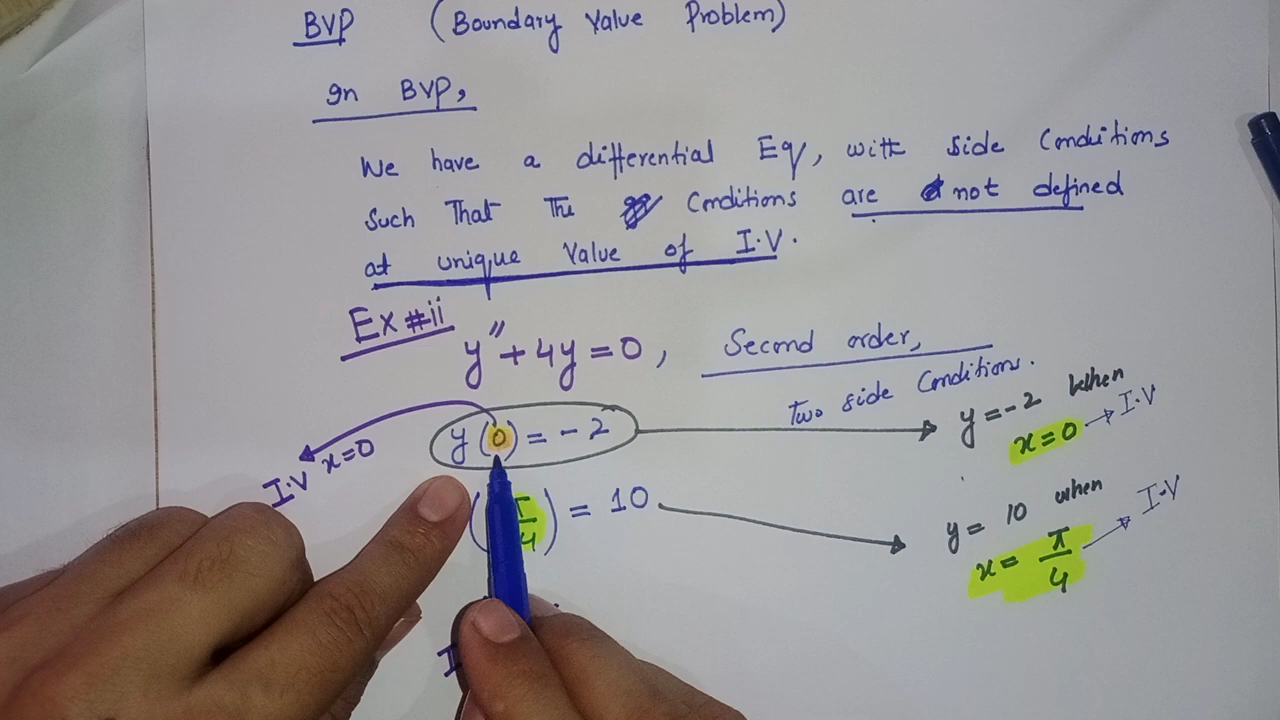 BVP (Boundary Value Problem)
In BVP,
We have a differential Eq, with side Conditions
Such That The Conditions are not defined
at unique Value of I.V.
Ex #ii
y'' + 4y = 0, Second order,
Two side Conditions.
y(0) = -2
y = -2 when
x = 0 → I.V
I.V x=0
( 4) = 10
y = 10 when
x = π/4 → I.V
I